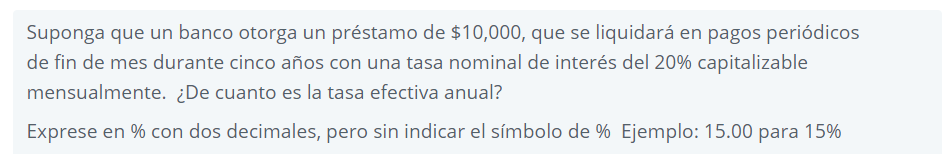 Suponga que un banco otorga un préstamo de $10,000, que se liquidará en pagos periódicos
de fin de mes durante cinco años con una tasa nominal de interés del 20% capitalizable
mensualmente.  ¿De cuanto es la tasa efectiva anual?
Exprese en % con dos decimales, pero sin indicar el símbolo de %  Ejemplo: 15.00 para 15%